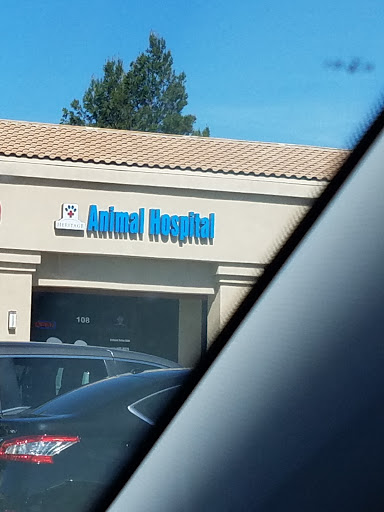 HERITAGE
Animal Hospital
OPEN
108